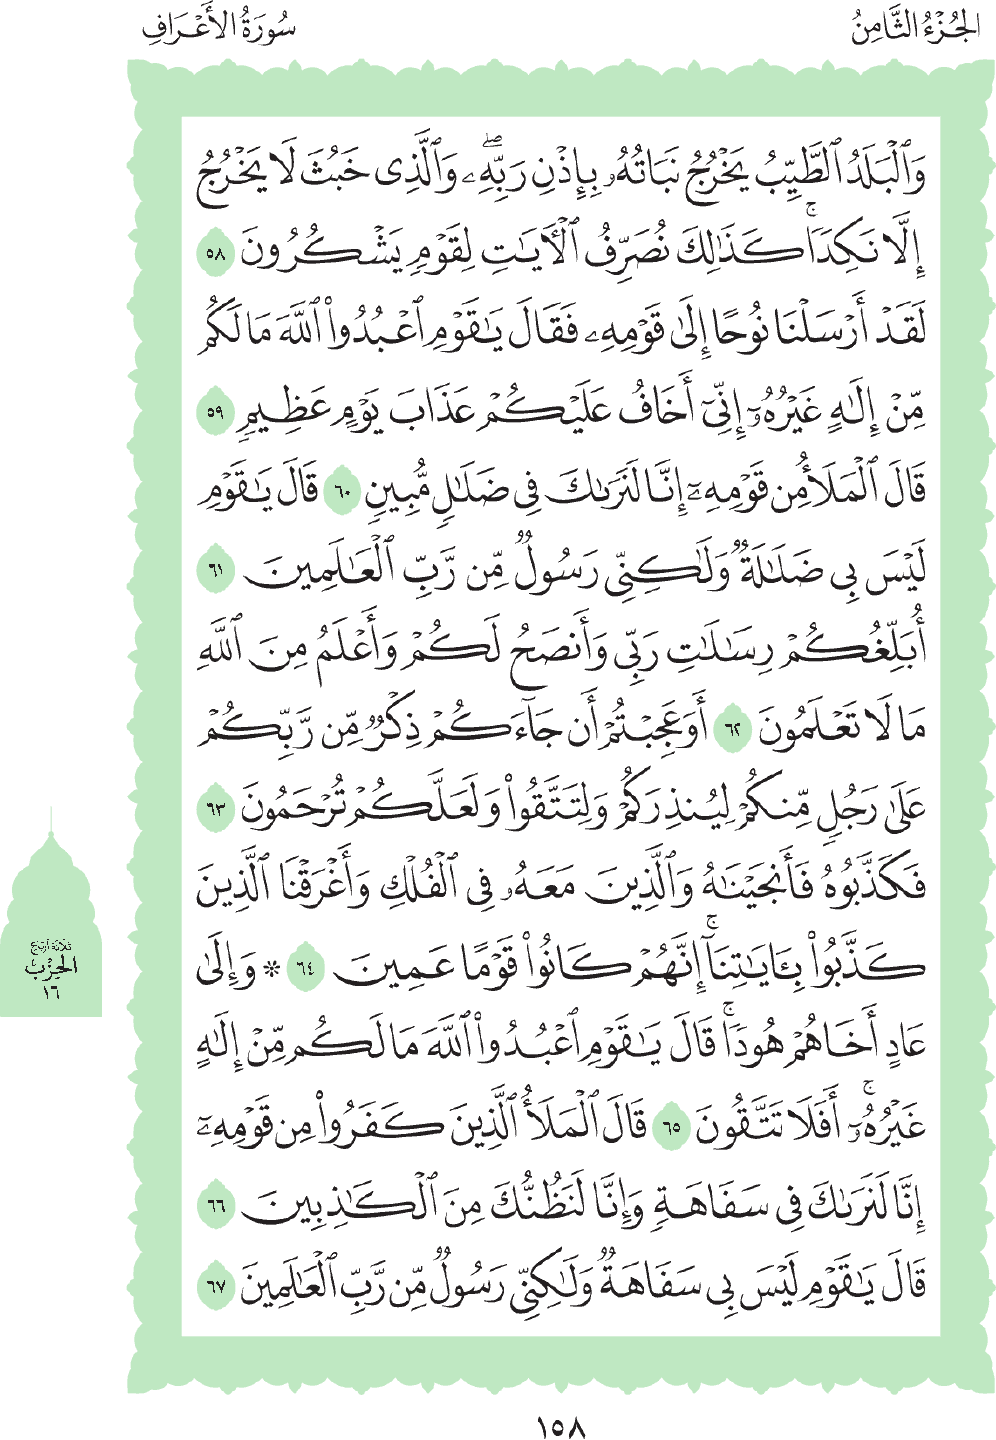 الجُزْءُ الثَّامِنُ
سُورَةُ الأَعْرَافِ
وَٱلْبَلَدُ ٱلطَّيِّبُ يَخْرُجُ نَبَاتُهُۥ بِإِذْنِ رَبِّهِۦۖ وَٱلَّذِى خَبُثَ لَا يَخْرُجُ
إِلَّا نَكِدًاۚ كَذَٰلِكَ نُصَرِّفُ ٱلْأَيَٰتِ لِقَوْمٍ يَشْكُرُونَ ٥٨
لَقَدْ أَرْسَلْنَا نُوحًا إِلَىٰ قَوْمِهِۦ فَقَالَ يَٰقَوْمِ ٱعْبُدُوا۟ ٱللَّهَ مَا لَكُم
مِّنْ إِلَٰهٍ غَيْرُهُۥٓ إِنِّىٓ أَخَافُ عَلَيْكُمْ عَذَابَ يَوْمٍ عَظِيمٍ ٥٩
قَالَ ٱلْمَلَأُ مِن قَوْمِهِۦٓ إِنَّا لَنَرَىٰكَ فِى ضَلَٰلٍ مُّبِينٍ ٦٠ قَالَ يَٰقَوْمِ
لَيْسَ بِى ضَلَٰلَةٌ وَلَٰكِنِّى رَسُولٌ مِّن رَّبِّ ٱلْعَٰلَمِينَ ٦١
أُبَلِّغُكُمْ رِسَٰلَٰتِ رَبِّى وَأَنصَحُ لَكُمْ وَأَعْلَمُ مِنَ ٱللَّهِ
مَا لَا تَعْلَمُونَ ٦٢ أَوَعَجِبْتُمْ أَن جَآءَكُمْ ذِكْرٌ مِّن رَّبِّكُمْ
عَلَىٰ رَجُلٍ مِّنكُمْ لِيُنذِرَكُمْ وَلِتَتَّقُوا۟ وَلَعَلَّكُمْ تُرْحَمُونَ ٦٣
فَكَذَّبُوهُ فَأَنجَيْنَٰهُ وَٱلَّذِينَ مَعَهُۥ فِى ٱلْفُلْكِ وَأَغْرَقْنَا ٱلَّذِينَ
كَذَّبُوا۟ بِـَٔايَٰتِنَآۚ إِنَّهُمْ كَانُوا۟ قَوْمًا عَمِينَ ٦٤ * وَإِلَىٰ
عَادٍ أَخَاهُمْ هُودًاۚ قَالَ يَٰقَوْمِ ٱعْبُدُوا۟ ٱللَّهَ مَا لَكُم مِّنْ إِلَٰهٍ
غَيْرُهُۥٓۚ أَفَلَا تَتَّقُونَ ٦٥ قَالَ ٱلْمَلَأُ ٱلَّذِينَ كَفَرُوا۟ مِن قَوْمِهِۦٓ
إِنَّا لَنَرَىٰكَ فِى سَفَاهَةٍ وَإِنَّا لَنَظُنُّكَ مِنَ ٱلْكَٰذِبِينَ ٦٦
قَالَ يَٰقَوْمِ لَيْسَ بِى سَفَاهَةٌ وَلَٰكِنِّى رَسُولٌ مِّن رَّبِّ ٱلْعَٰلَمِينَ ٦٧
ثَلَاثَةُ أَرْبَاعِ
الحِزْبِ
١٦
١٥٨